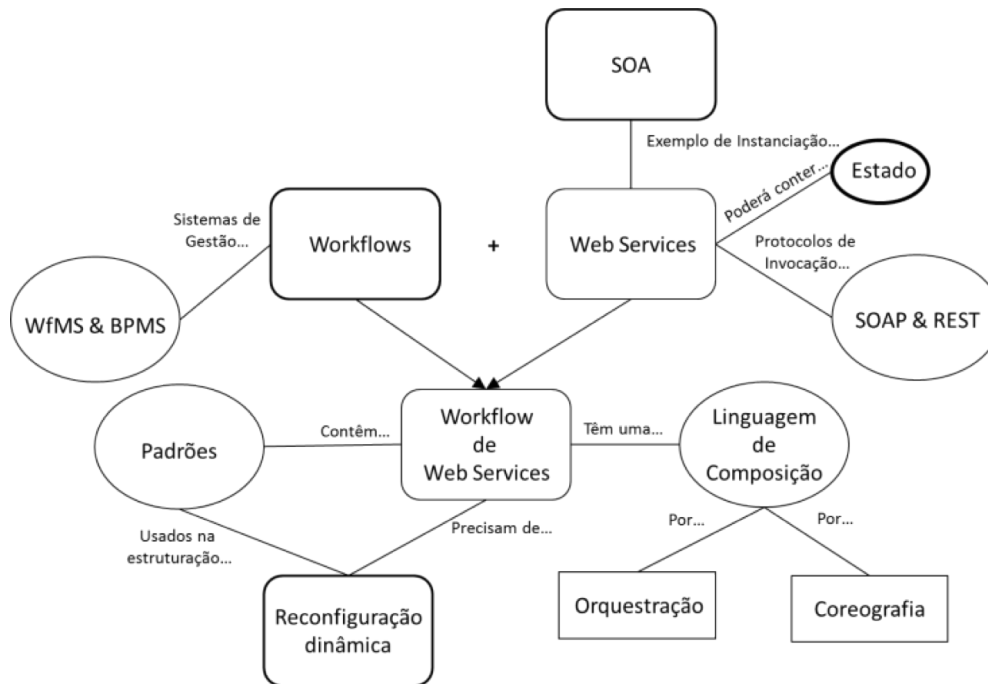 SOA
Exemplo de Instanciação...
Estado
Poderá conter...
Sistemas de
Gestão...
Workflows
+
Web Services
Protocolos de
Invocação...
WfMS & BPMS
SOAP & REST
Padrões
Contêm...
Workflow
de
Web Services
Têm uma...
Linguagem
de
Composição
Usados na
estruturação...
Precisam de...
Por...
Por...
Reconfiguração
dinâmica
Orquestração
Coreografia